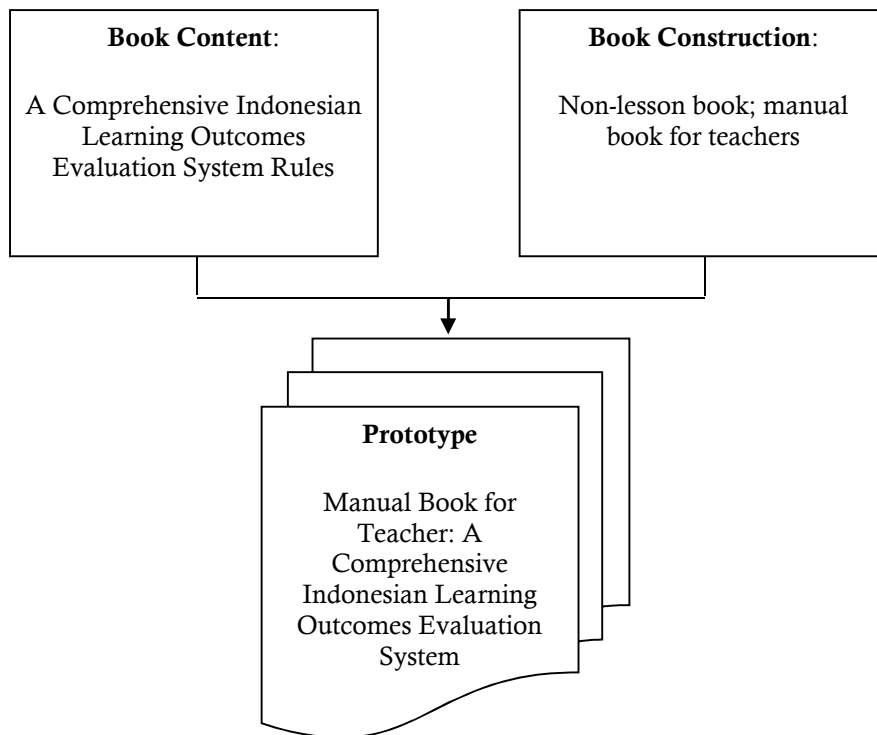 Book Content:
A Comprehensive Indonesian
Learning Outcomes
Evaluation System Rules
Book Construction:
Non-lesson book; manual
book for teachers
Prototype
Manual Book for
Teacher: A
Comprehensive
Indonesian Learning
Outcomes Evaluation
System